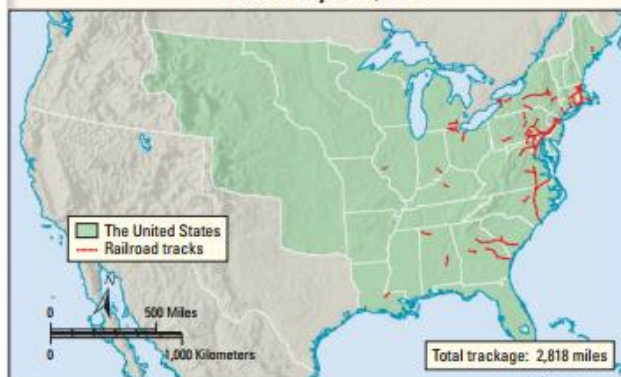 The United States
Railroad tracks
N
0 500 Miles
0 1,000 Kilometers
Total trackage: 2,818 miles